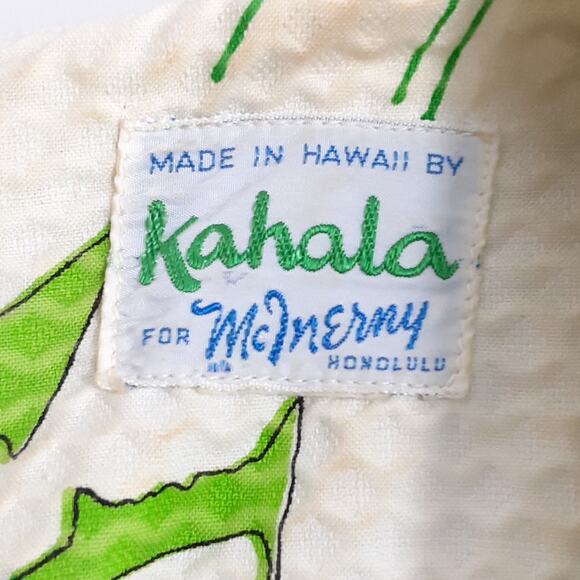 MADE IN HAWAII BY
Kahala
FOR McInerny
HONOLULU